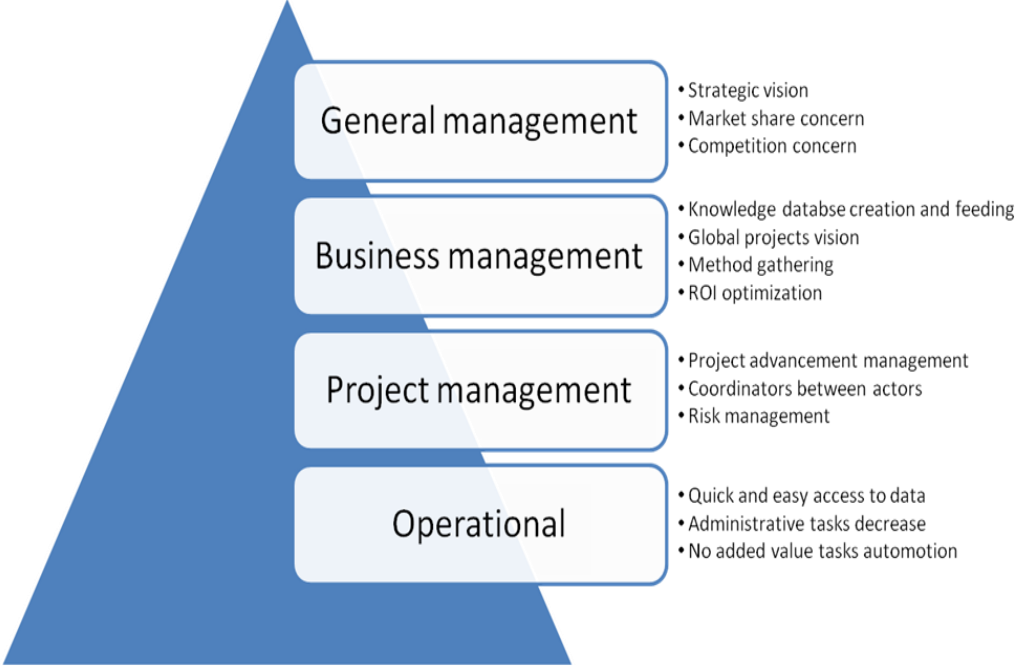 General management
• Strategic vision
• Market share concern
• Competition concern
Business management
• Knowledge databse creation and feeding
• Global projects vision
• Method gathering
• ROI optimization
Project management
• Project advancement management
• Coordinators between actors
• Risk management
Operational
• Quick and easy access to data
• Administrative tasks decrease
• No added value tasks automotion